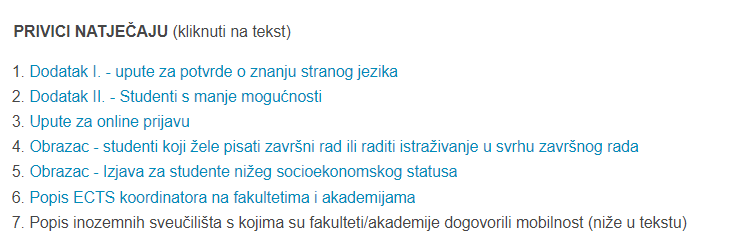 PRIVICI NATJEČAJU (kliknuti na tekst)
1. Dodatak I. - upute za potvrde o znanju stranog jezika
2. Dodatak II. - Studenti s manje mogućnosti
3. Upute za online prijavu
4. Obrazac - studenti koji žele pisati završni rad ili raditi istraživanje u svrhu završnog rada
5. Obrazac - Izjava za studente nižeg socioekonomskog statusa
6. Popis ECTS koordinatora na fakultetima i akademijama
7. Popis inozemnih sveučilišta s kojima su fakulteti/akademije dogovorili mobilnost (niže u tekstu)